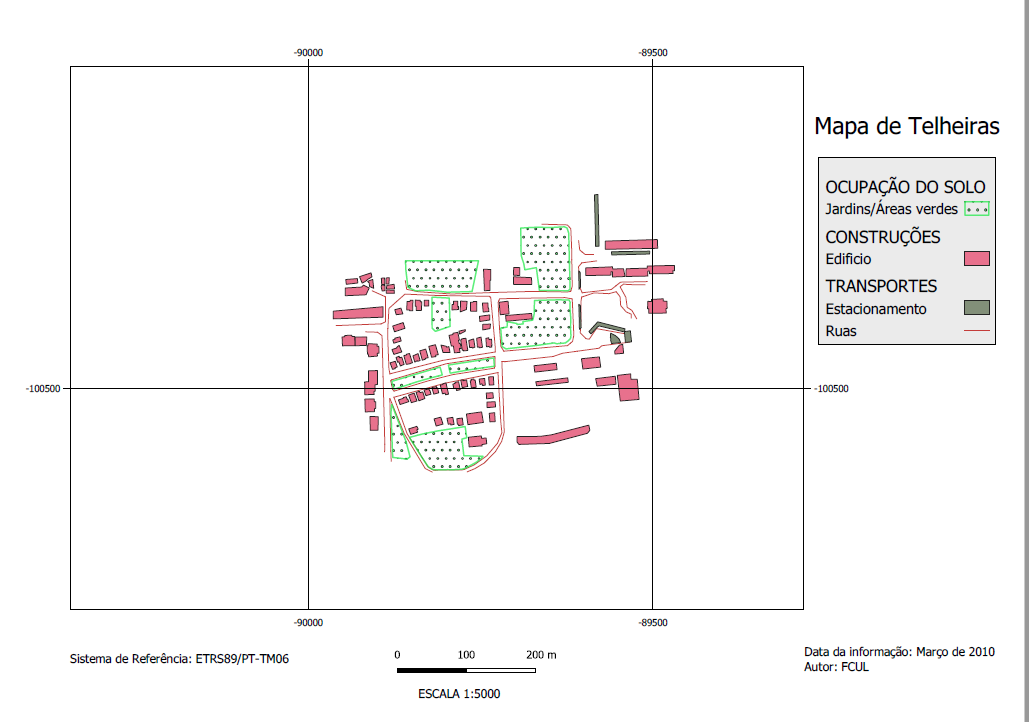 -90000
-89500
Mapa de Telheiras
OCUPAÇÃO DO SOLO
Jardins/Áreas verdes
CONSTRUÇÕES
Edificio
TRANSPORTES
Estacionamento
Ruas
-100500
-100500
-90000
-89500
Sistema de Referência: ETRS89/PT-TM06
0 100 200 m
ESCALA 1:5000
Data da informação: Março de 2010
Autor: FCUL